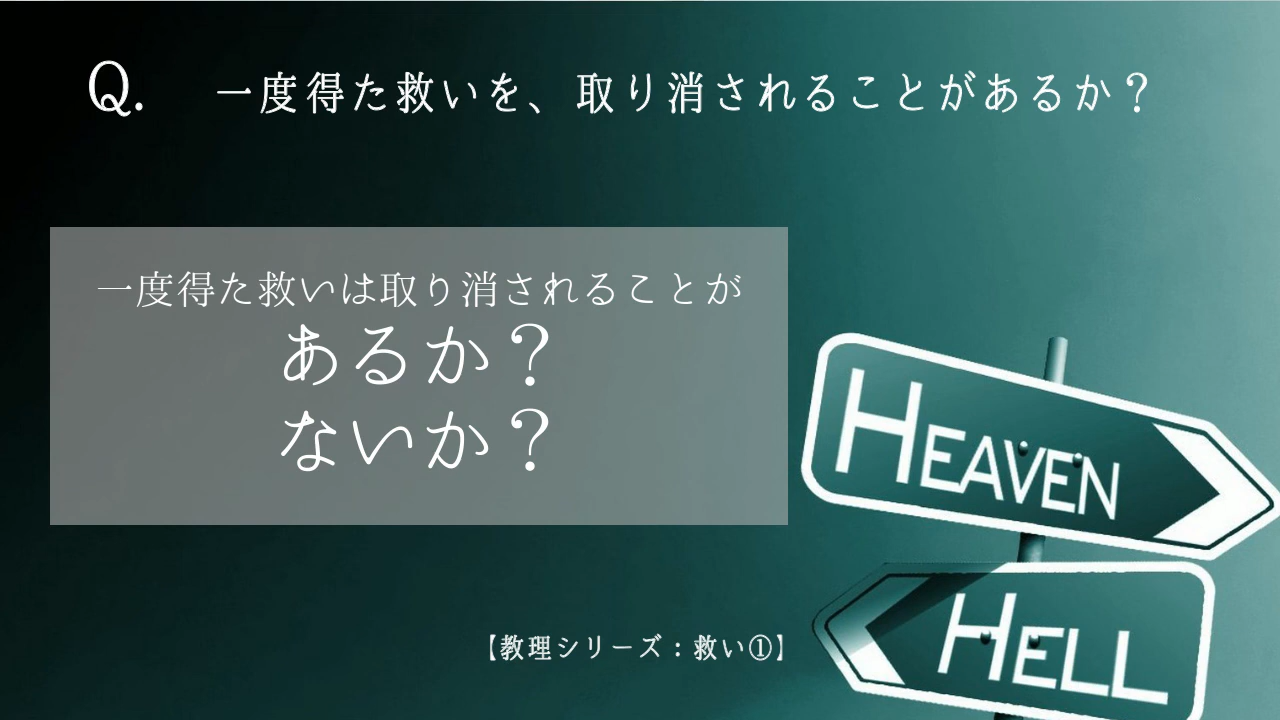 Q. 一度得た救いを、取り消されることがあるか？
一度得た救いは取り消されることが
あるか？
ないか？
HEAVEN
HELL
【教理シリーズ：救い①】